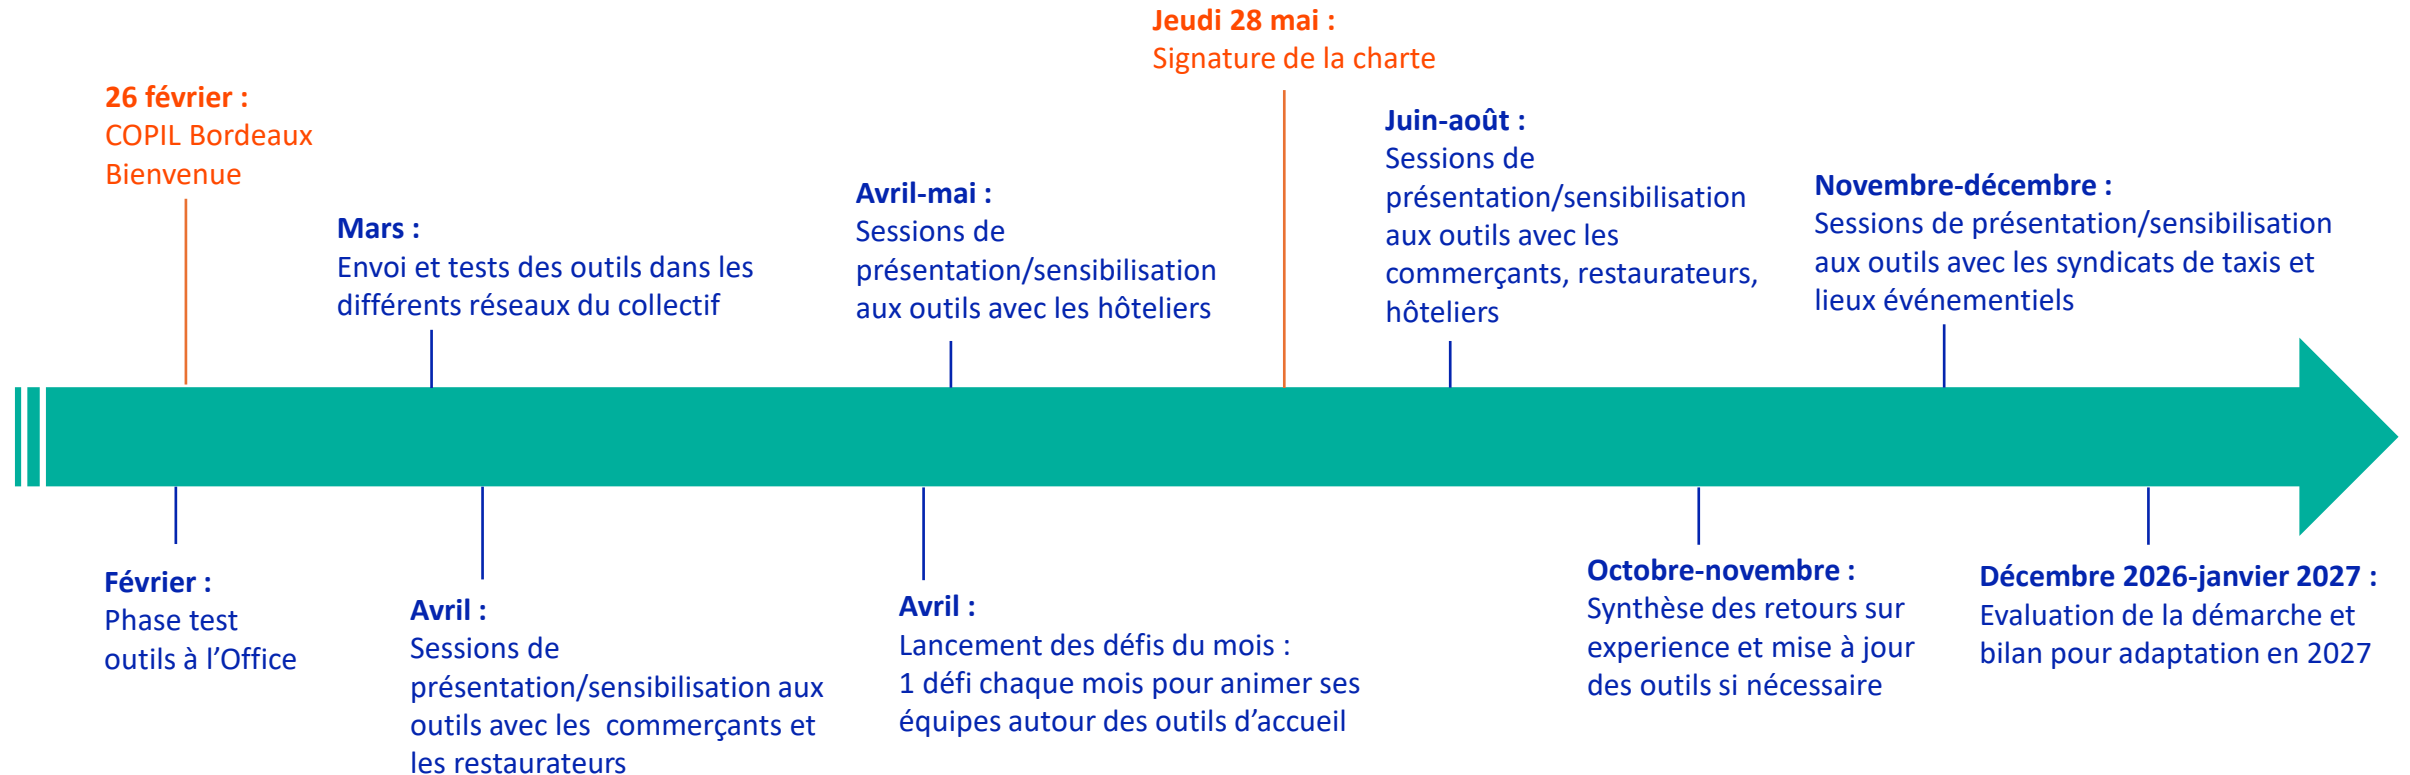 Jeudi 28 mai :
Signature de la charte
26 février :
COPIL Bordeaux
Bienvenue
Juin-août :
Sessions de
présentation/sensibilisation
aux outils avec les
commerçants, restaurateurs,
hôteliers
Avril-mai :
Sessions de
présentation/sensibilisation
aux outils avec les hôteliers
Novembre-décembre :
Sessions de présentation/sensibilisation
aux outils avec les syndicats de taxis et
lieux événementiels
Mars :
Envoi et tests des outils dans les
différents réseaux du collectif
Février :
Phase test
outils à l’Office
Avril :
Sessions de
présentation/sensibilisation aux
outils avec les  commerçants et
les restaurateurs
Avril :
Lancement des défis du mois :
1 défi chaque mois pour animer ses
équipes autour des outils d’accueil
Octobre-novembre :
Synthèse des retours sur
experience et mise à jour
des outils si nécessaire
Décembre 2026-janvier 2027 :
Evaluation de la démarche et
bilan pour adaptation en 2027